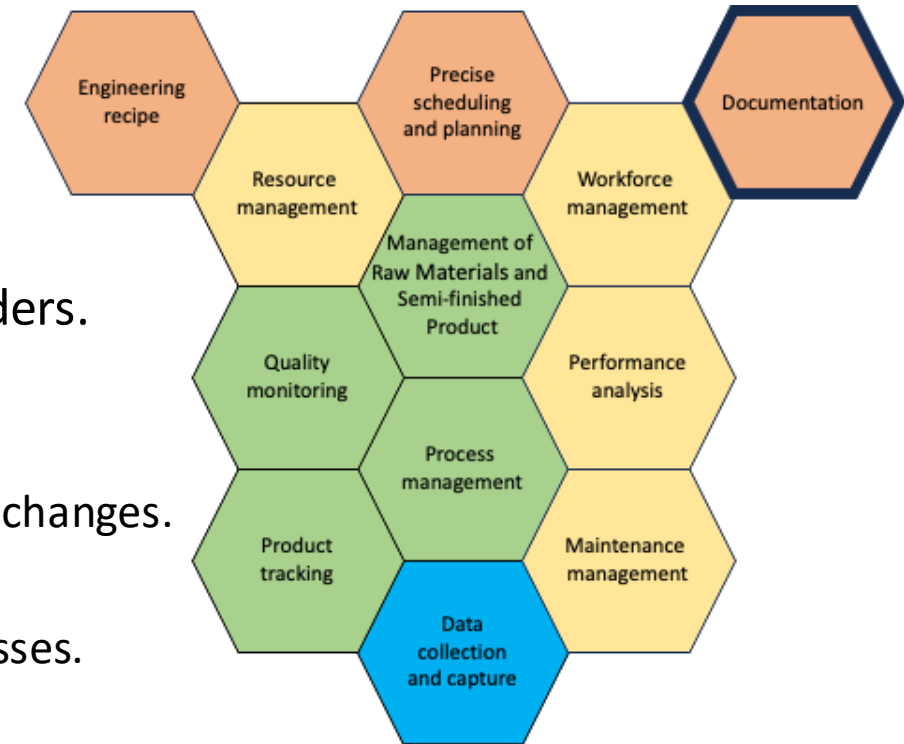 Engineering
recipe
Precise
scheduling
and planning
Documentation
Resource
management
Workforce
management
Management of
Raw Materials and
Semi-finished
Product
ders.
Quality
monitoring
Performance
analysis
Process
management
changes.
Product
tracking
Maintenance
management
sses.
Data
collection
and capture